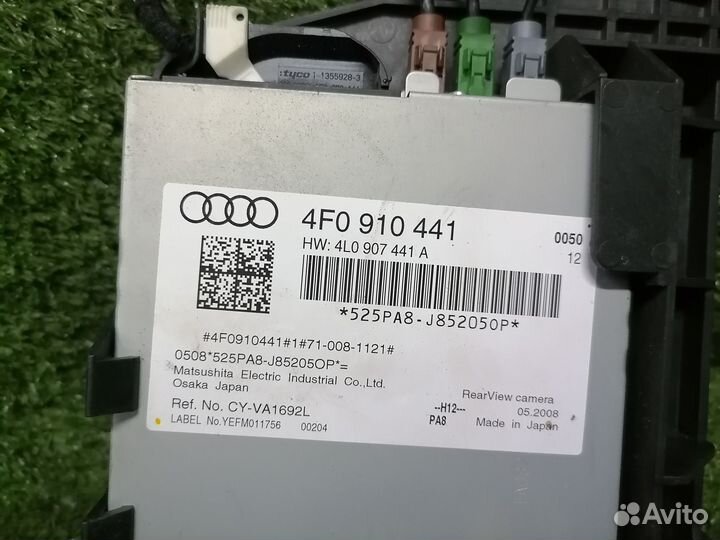 tyco 1-1355928-3
4F0 910 441
HW: 4L0 907 441 A
0050
12
*525PA8-J852050P*
#4F0910441#1#71-008-1121#
0508*525PA8-J85205OP*=
Matsushita Electric Industrial Co.,Ltd.
Osaka Japan
Ref. No. CY-VA1692L
LABEL No.YEFM011756 00204
RearView camera
--H12--- 05.2008
PA8 Made in Japan
Avito